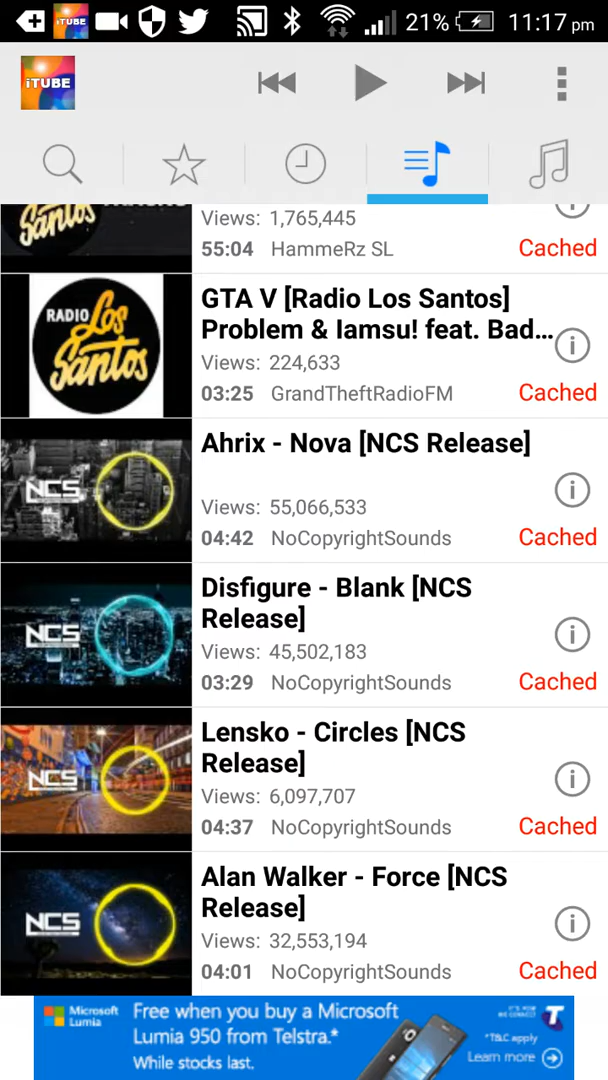 iTUBE
21%
11:17 pm
iTUBE
Santos
Views: 1,765,445
55:04 HammeRz SL
Cached
RADIO Los Santos
GTA V [Radio Los Santos]
Problem & Iamsu! feat. Bad...
Views: 224,633
03:25 GrandTheftRadioFM
Cached
NCS
Ahrix - Nova [NCS Release]
Views: 55,066,533
04:42 NoCopyrightSounds
Cached
NCS
Disfigure - Blank [NCS
Release]
Views: 45,502,183
03:29 NoCopyrightSounds
Cached
NCS
Lensko - Circles [NCS
Release]
Views: 6,097,707
04:37 NoCopyrightSounds
Cached
NCS
Alan Walker - Force [NCS
Release]
Views: 32,553,194
04:01 NoCopyrightSounds
Cached
Microsoft
Lumia
Free when you buy a Microsoft
Lumia 950 from Telstra.*
While stocks last.
*T&C apply
Learn more